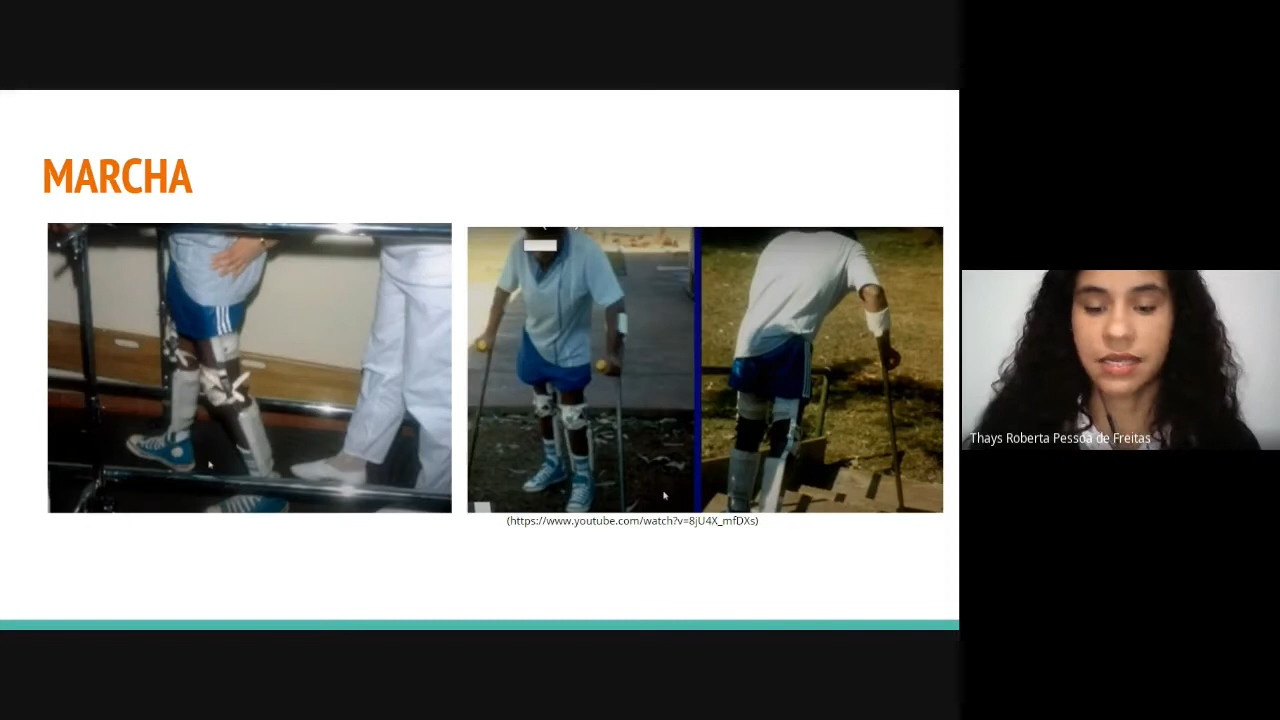 MARCHA
(https://www.youtube.com/watch?v=8jU4X_mfDXs)
Thays Roberta Pessoa de Freitas